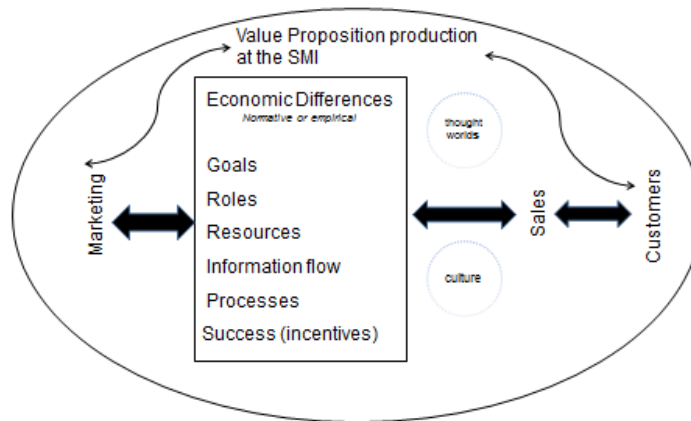 Value Proposition production
at the SMI
Economic Differences
Normative or empirical
Goals
Roles
Resources
Information flow
Processes
Success (incentives)
Marketing
thought
worlds
culture
Sales
Customers